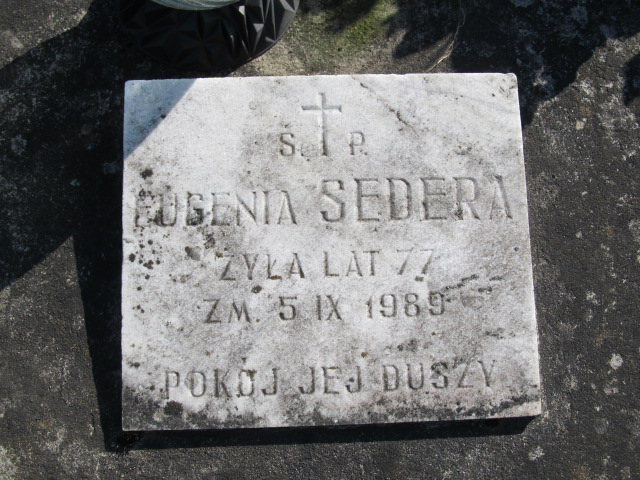 Ś. P.
EUGENIA SEDERA
ŻYŁA LAT 77
ZM. 5 IX 1989
POKÓJ JEJ DUSZY